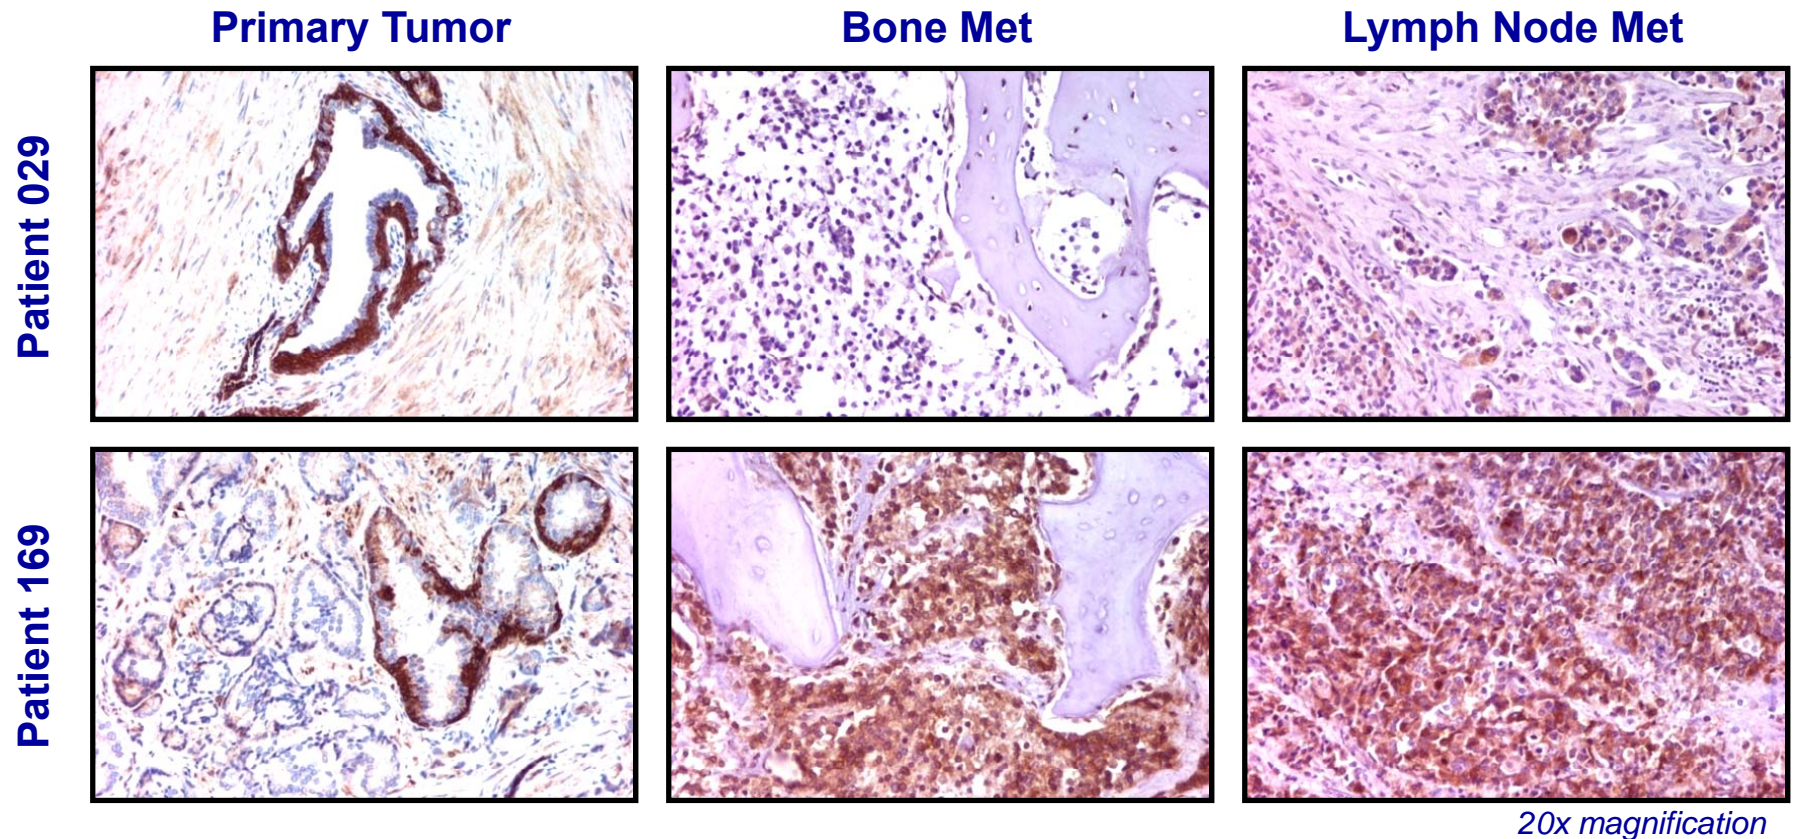 Primary Tumor
Bone Met
Lymph Node Met
Patient 029
Patient 169
20x magnification